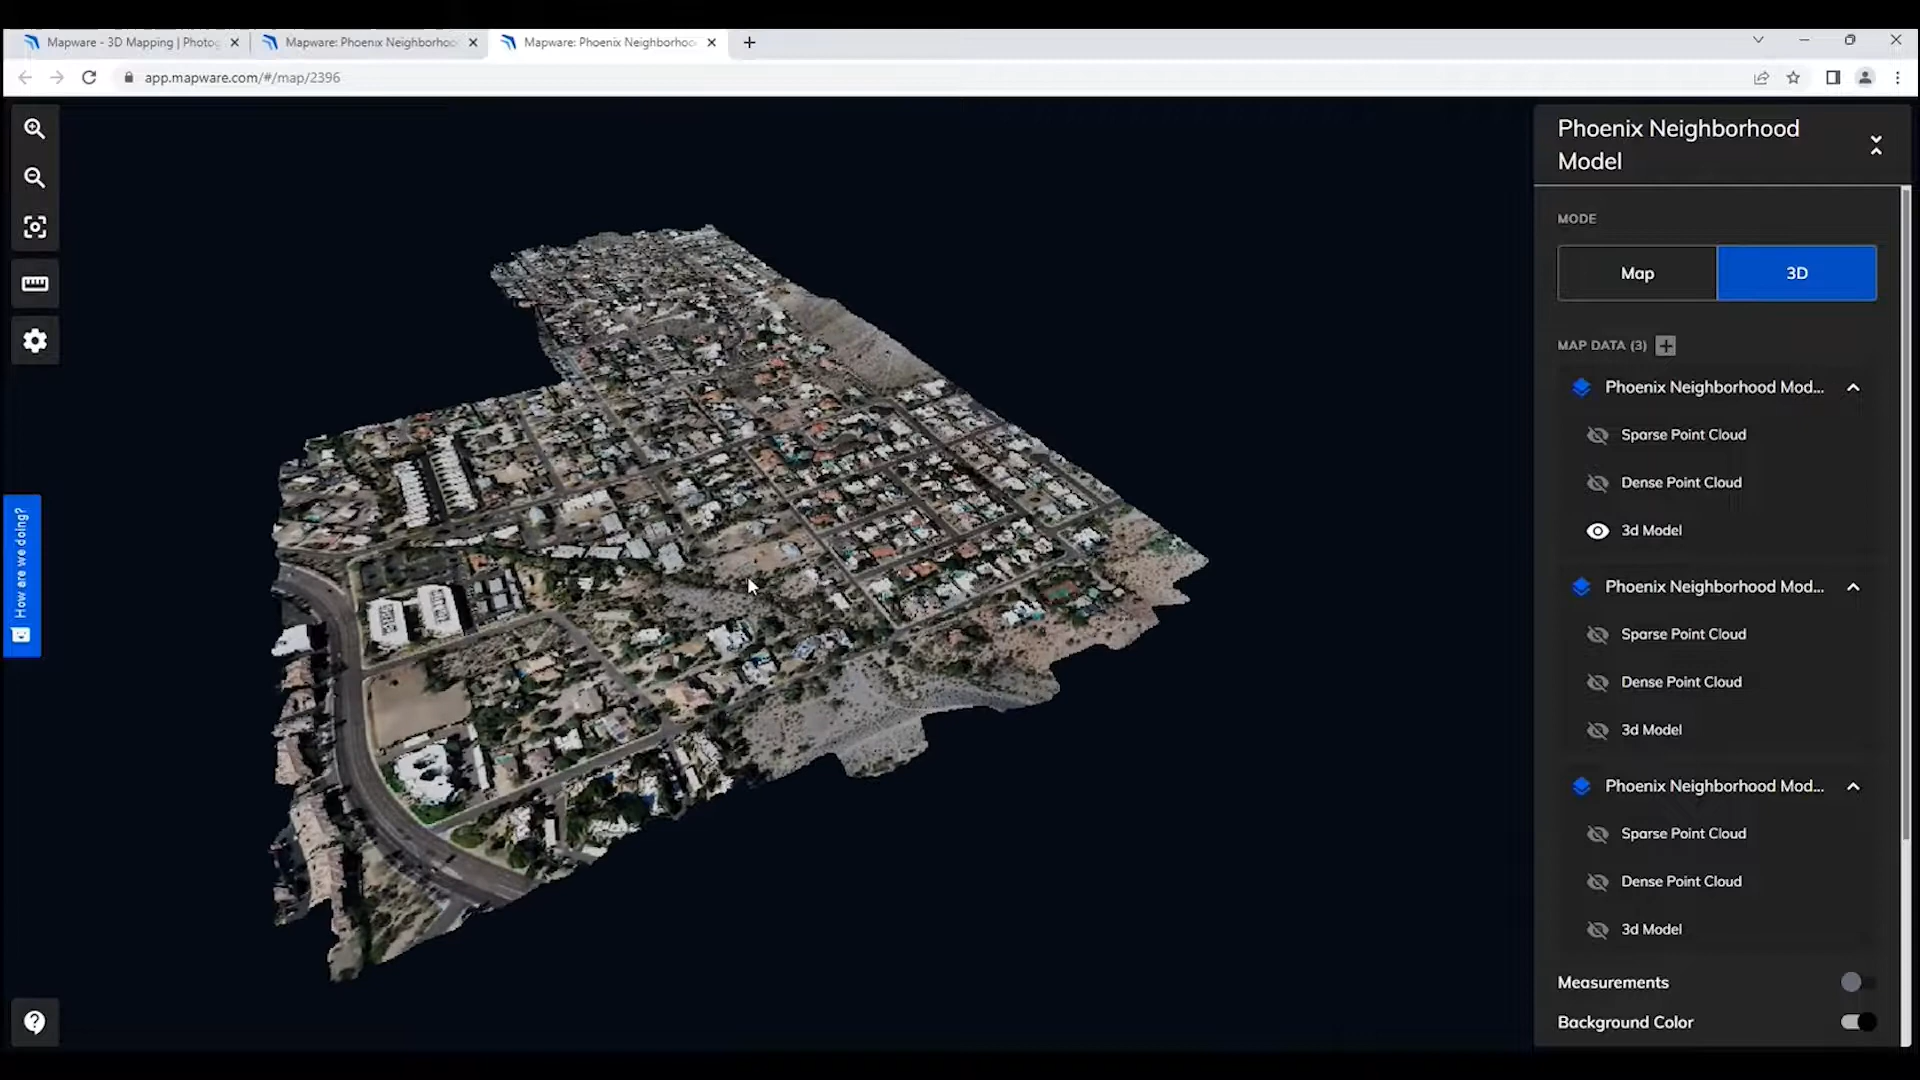 Mapware - 3D Mapping | Photog
Mapware: Phoenix Neighborhoo
Mapware: Phoenix Neighborhoo
app.mapware.com/#/map/2396
Phoenix Neighborhood
Model
MODE
Map
3D
MAP DATA (3)
Phoenix Neighborhood Mod...
Sparse Point Cloud
Dense Point Cloud
3d Model
Phoenix Neighborhood Mod...
Sparse Point Cloud
Dense Point Cloud
3d Model
Phoenix Neighborhood Mod...
Sparse Point Cloud
Dense Point Cloud
3d Model
Measurements
Background Color
How are we doing?